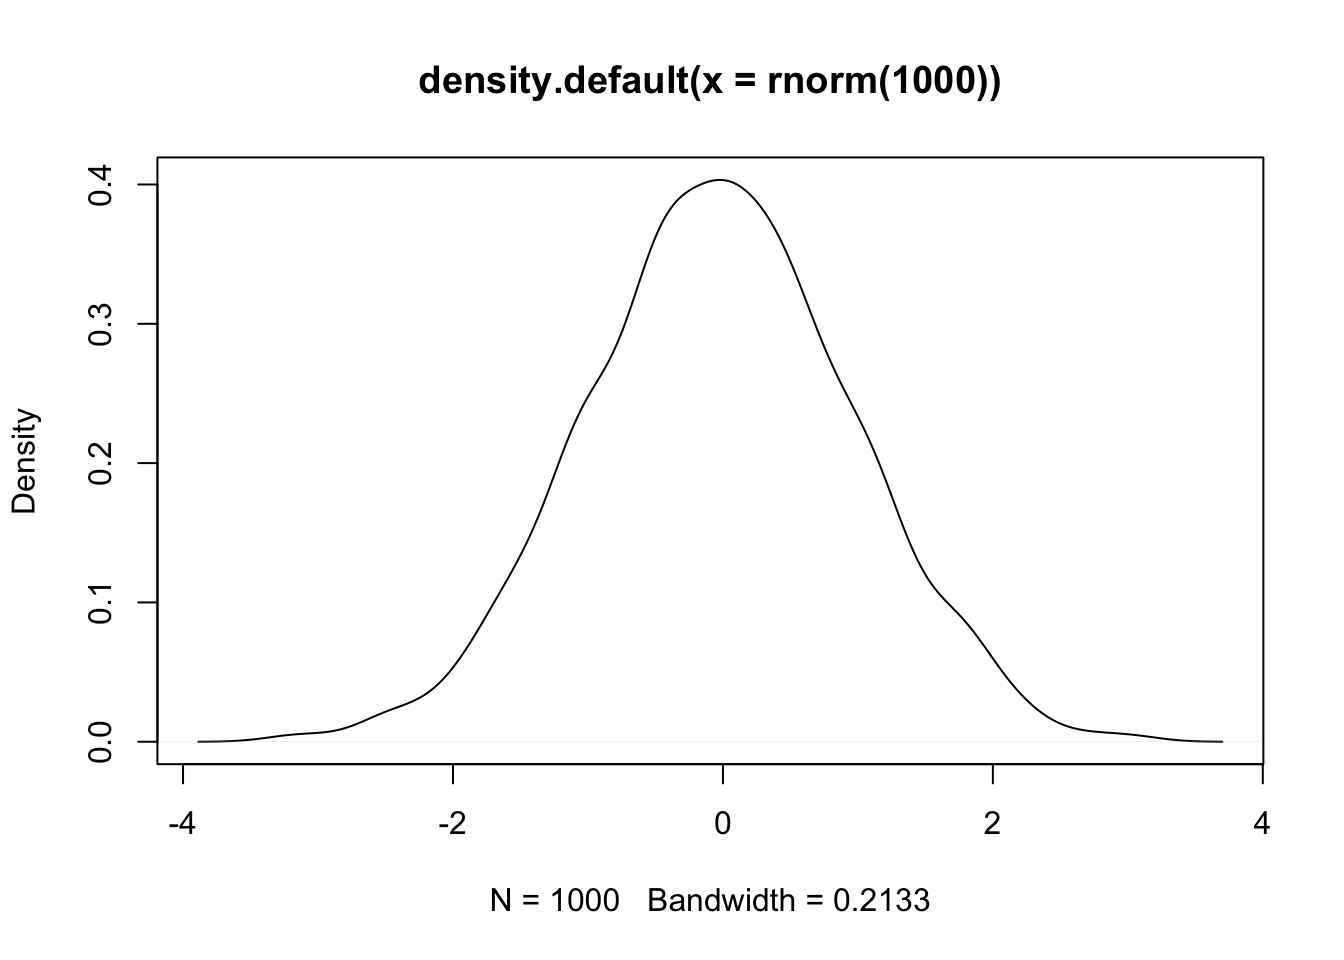 density.default(x = rnorm(1000))
Density
0.4
0.3
0.2
0.1
0.0
-4 -2 0 2 4
N = 1000 Bandwidth = 0.2133